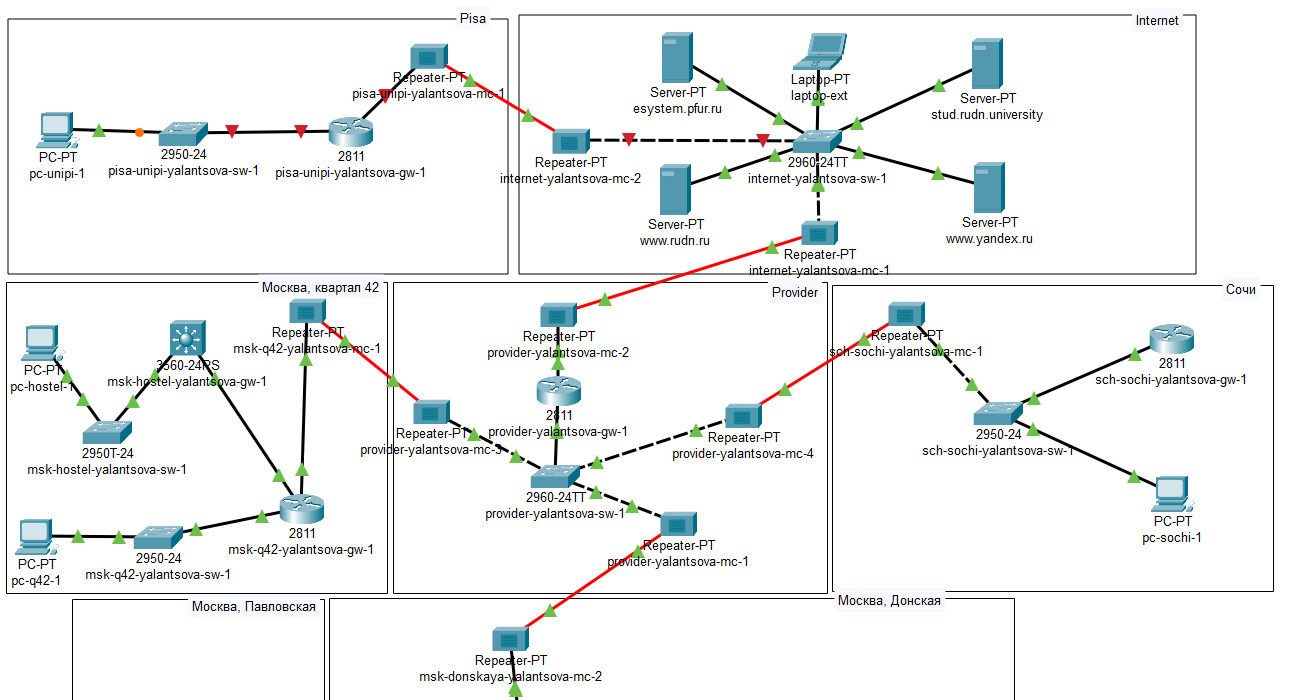 Pisa
Repeater-PT
pisa-unipi-yalantsova-mc-1
PC-PT
pc-unipi-1
2950-24
pisa-unipi-yalantsova-sw-1
2811
pisa-unipi-yalantsova-gw-1
Internet
Server-PT
esystem.pfur.ru
Laptop-PT
laptop-ext
Server-PT
stud.rudn.university
Repeater-PT
internet-yalantsova-mc-2
2960-24TT
internet-yalantsova-sw-1
Server-PT
www.rudn.ru
Server-PT
www.yandex.ru
Repeater-PT
internet-yalantsova-mc-1
Москва, квартал 42
Repeater-PT
msk-q42-yalantsova-mc-1
PC-PT
pc-hostel-1
3560-24PS
msk-hostel-yalantsova-gw-1
2950T-24
msk-hostel-yalantsova-sw-1
2811
msk-q42-yalantsova-gw-1
PC-PT
pc-q42-1
2950-24
msk-q42-yalantsova-sw-1
Provider
Repeater-PT
provider-yalantsova-mc-2
2811
provider-yalantsova-gw-1
Repeater-PT
provider-yalantsova-mc-3
Repeater-PT
provider-yalantsova-mc-4
2960-24TT
provider-yalantsova-sw-1
Repeater-PT
provider-yalantsova-mc-1
Сочи
Repeater-PT
sch-sochi-yalantsova-mc-1
2811
sch-sochi-yalantsova-gw-1
2950-24
sch-sochi-yalantsova-sw-1
PC-PT
pc-sochi-1
Москва, Павловская
Москва, Донская
Repeater-PT
msk-donskaya-yalantsova-mc-2